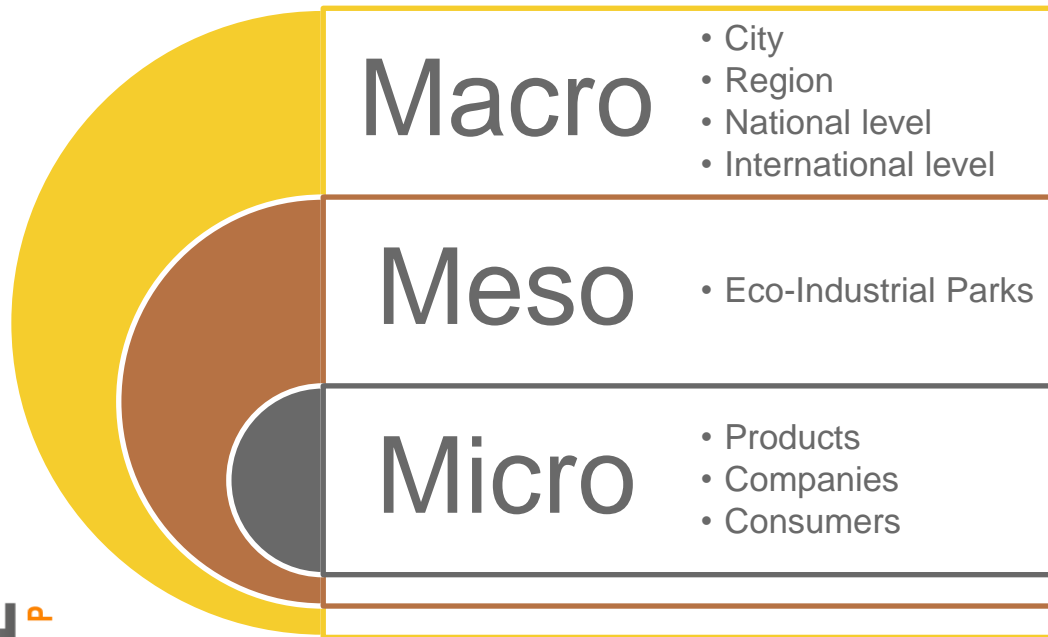 Macro
• City
• Region
• National level
• International level
Meso
• Eco-Industrial Parks
Micro
• Products
• Companies
• Consumers
P